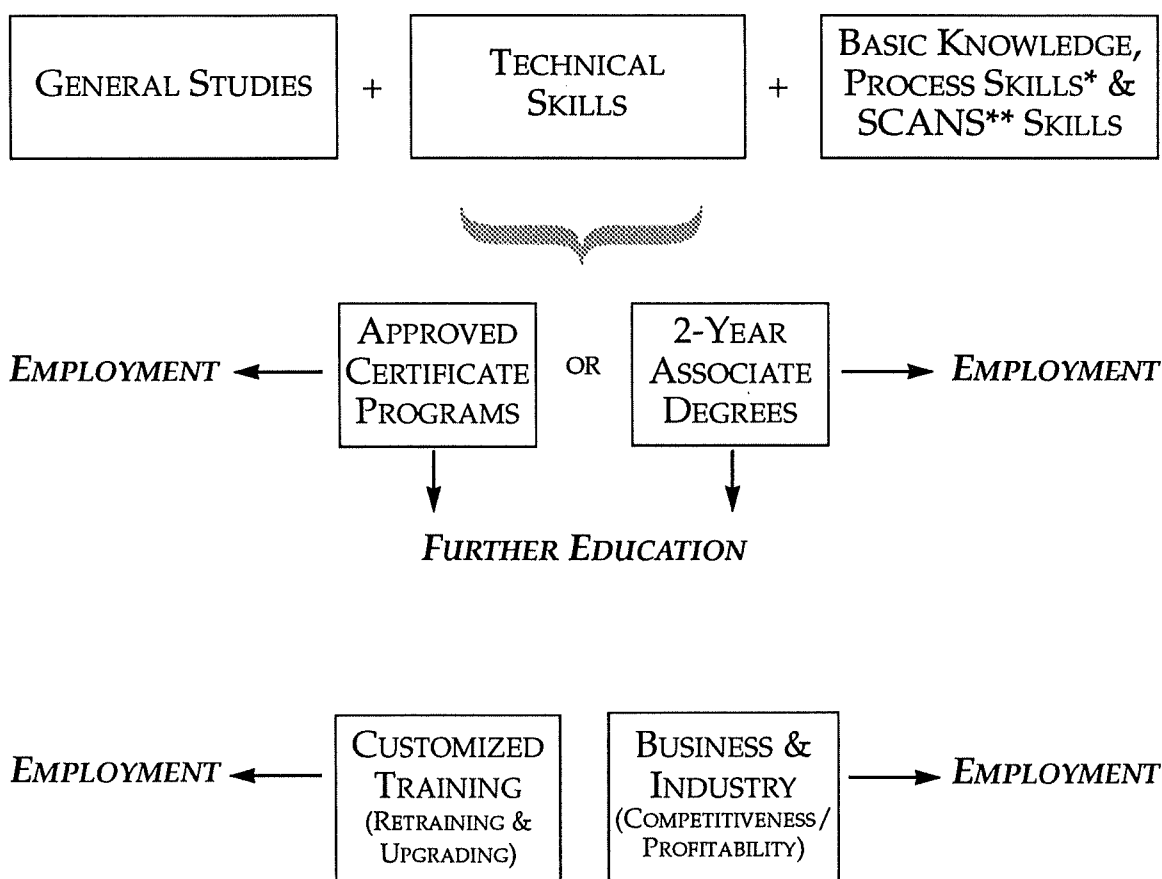 GENERAL STUDIES
+
TECHNICAL
SKILLS
+
BASIC KNOWLEDGE,
PROCESS SKILLS* &
SCANS** SKILLS
EMPLOYMENT
APPROVED
CERTIFICATE
PROGRAMS
OR
2-YEAR
ASSOCIATE
DEGREES
EMPLOYMENT
FURTHER EDUCATION
EMPLOYMENT
CUSTOMIZED
TRAINING
(RETRAINING &
UPGRADING)
BUSINESS &
INDUSTRY
(COMPETITIVENESS/
PROFITABILITY)
EMPLOYMENT